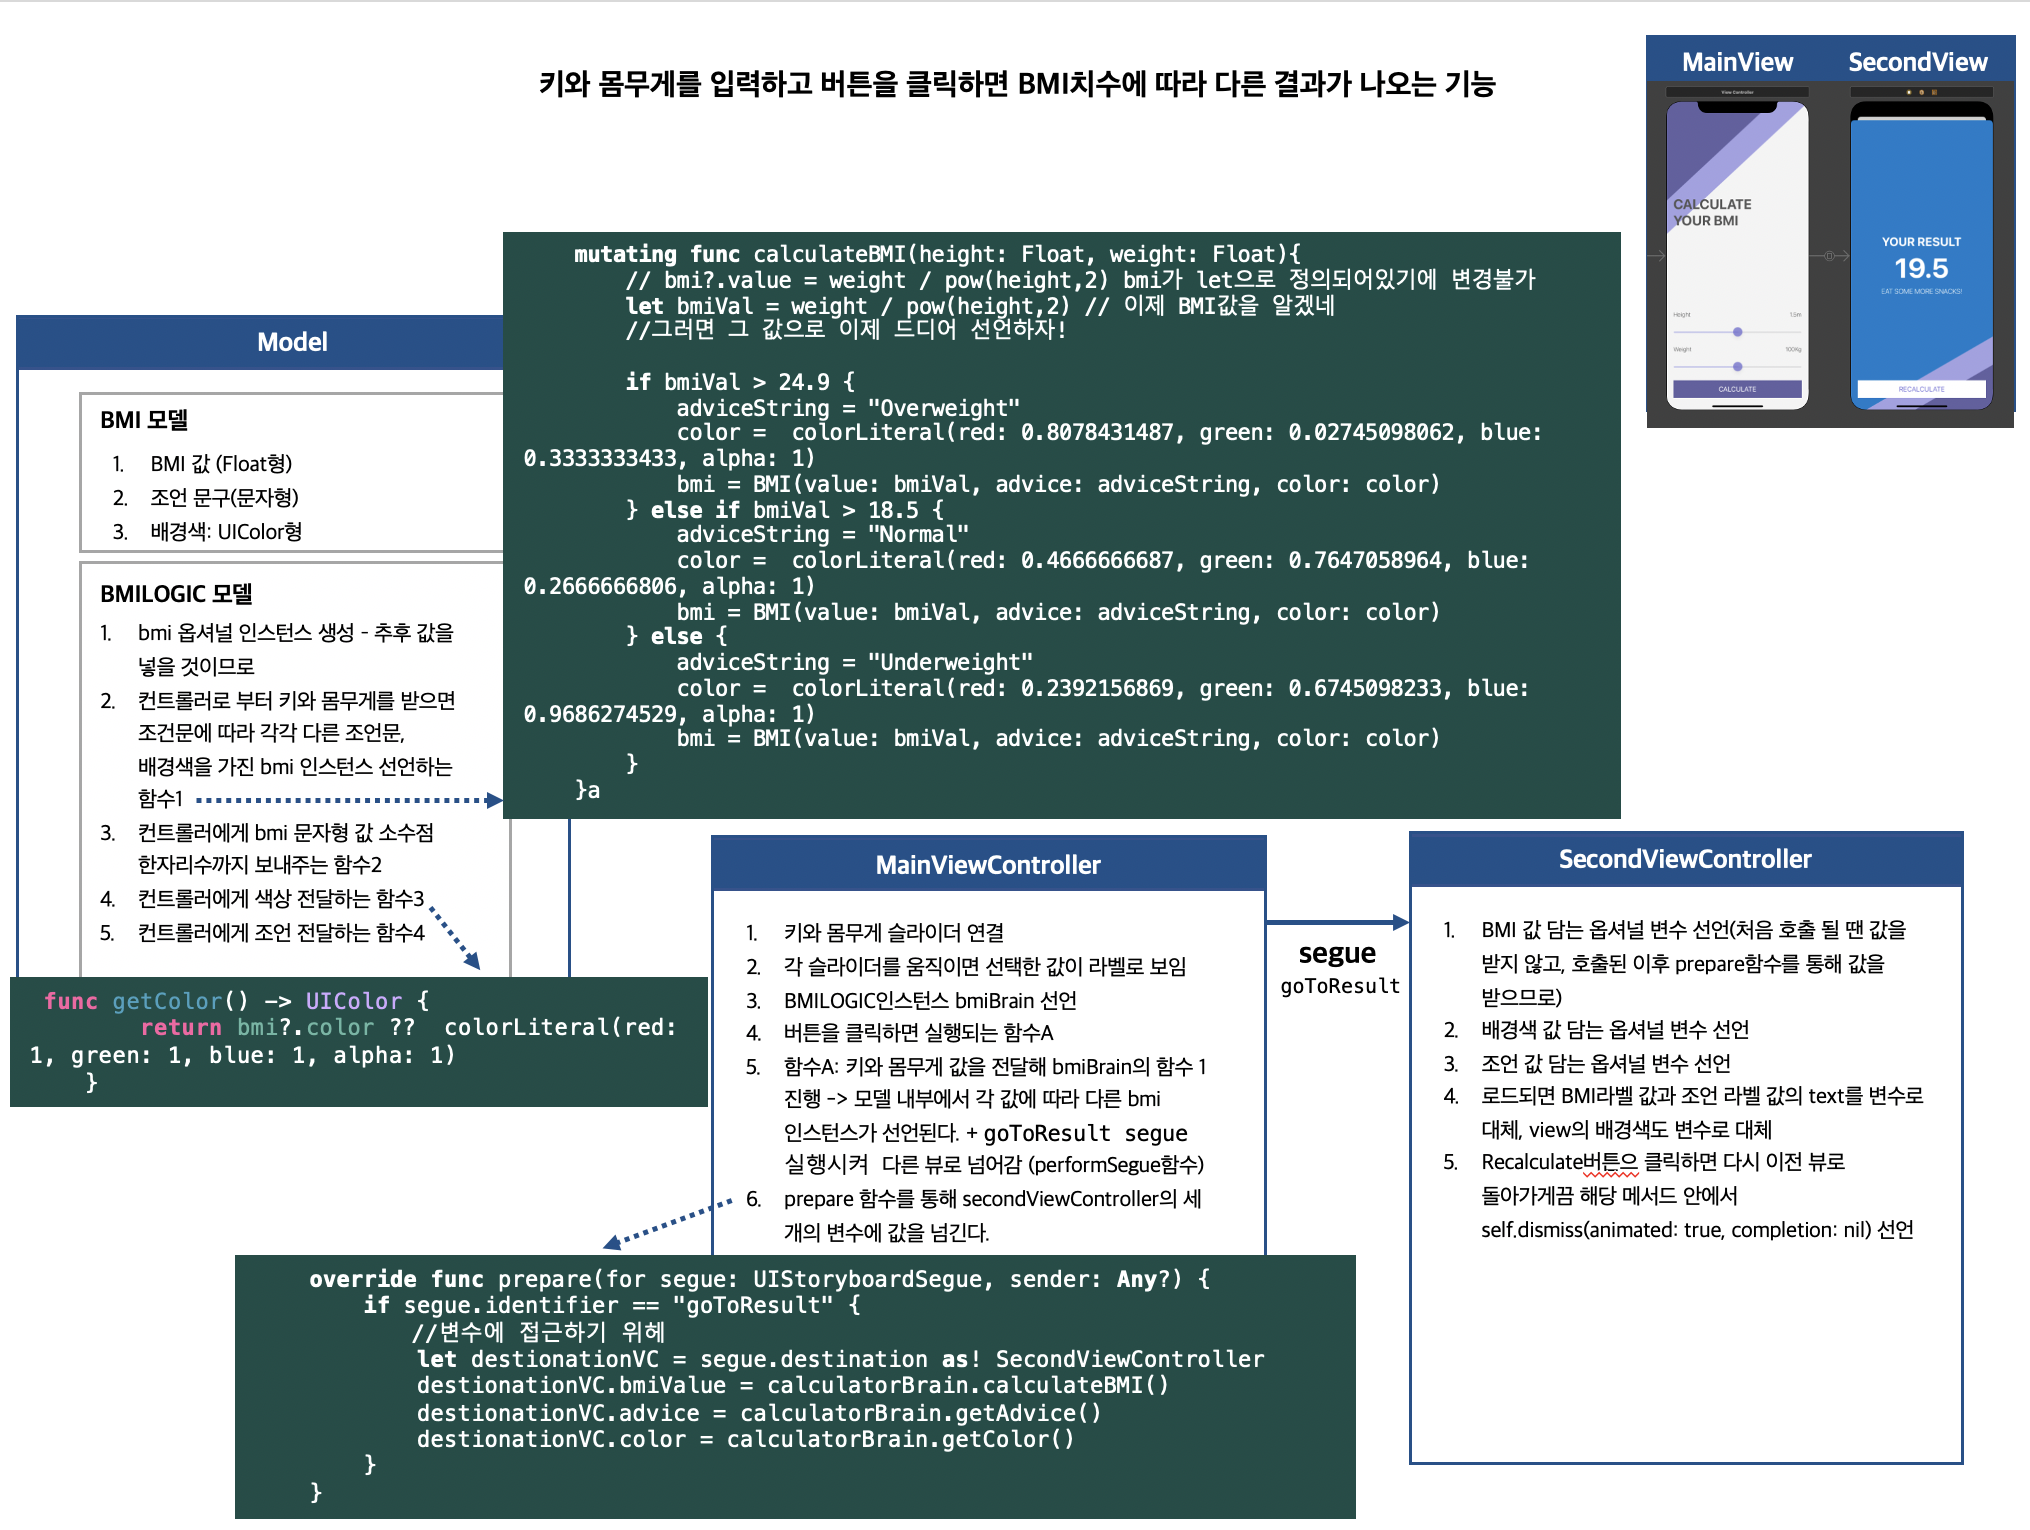 키와 몸무게를 입력하고 버튼을 클릭하면 BMI치수에 따라 다른 결과가 나오는 기능
MainView
SecondView
View Controller
CALCULATE
YOUR BMI
Height
1.5m
Weight
100Kg
CALCULATE
YOUR RESULT
19.5
EAT SOME MORE SNACKS!
RECALCULATE
Model
BMI 모델
1. BMI 값 (Float형)
2. 조언 문구(문자형)
3. 배경색: UIColor형
BMILOGIC 모델
1. bmi 옵셔널 인스턴스 생성 - 추후 값을
넣을 것이므로
2. 컨트롤러로 부터 키와 몸무게를 받으면
조건문에 따라 각각 다른 조언문,
배경색을 가진 bmi 인스턴스 선언하는
함수1
3. 컨트롤러에게 bmi 문자형 값 소수점
한자리수까지 보내주는 함수2
4. 컨트롤러에게 색상 전달하는 함수3
5. 컨트롤러에게 조언 전달하는 함수4
mutating func calculateBMI(height: Float, weight: Float){
// bmi?.value = weight / pow(height,2) bmi가 let으로 정의되어있기에 변경불가
let bmiVal = weight / pow(height,2) // 이제 BMI값을 알겠네
//그러면 그 값으로 이제 드디어 선언하자!
if bmiVal > 24.9 {
adviceString = "Overweight"
color =  colorLiteral(red: 0.8078431487, green: 0.02745098062, blue:
0.3333333433, alpha: 1)
bmi = BMI(value: bmiVal, advice: adviceString, color: color)
} else if bmiVal > 18.5 {
adviceString = "Normal"
color =  colorLiteral(red: 0.4666666687, green: 0.7647058964, blue:
0.2666666806, alpha: 1)
bmi = BMI(value: bmiVal, advice: adviceString, color: color)
} else {
adviceString = "Underweight"
color =  colorLiteral(red: 0.2392156869, green: 0.6745098233, blue:
0.9686274529, alpha: 1)
bmi = BMI(value: bmiVal, advice: adviceString, color: color)
}
}a
func getColor() -> UIColor {
return bmi?.color ??  colorLiteral(red:
1, green: 1, blue: 1, alpha: 1)
}
MainViewController
1. 키와 몸무게 슬라이더 연결
2. 각 슬라이더를 움직이면 선택한 값이 라벨로 보임
3. BMILOGIC인스턴스 bmiBrain 선언
4. 버튼을 클릭하면 실행되는 함수A
5. 함수A: 키와 몸무게 값을 전달해 bmiBrain의 함수 1
진행 -> 모델 내부에서 각 값에 따라 다른 bmi
인스턴스가 선언된다. + goToResult segue
실행시켜 다른 뷰로 넘어감 (performSegue함수)
6. prepare 함수를 통해 secondViewController의 세
개의 변수에 값을 넘긴다.
segue
goToResult
SecondViewController
1. BMI 값 담는 옵셔널 변수 선언(처음 호출 될 땐 값을
받지 않고, 호출된 이후 prepare함수를 통해 값을
받으므로)
2. 배경색 값 담는 옵셔널 변수 선언
3. 조언 값 담는 옵셔널 변수 선언
4. 로드되면 BMI라벨 값과 조언 라벨 값의 text를 변수로
대체, view의 배경색도 변수로 대체
5. Recalculate버튼으 클릭하면 다시 이전 뷰로
돌아가게끔 해당 메서드 안에서
self.dismiss(animated: true, completion: nil) 선언
override func prepare(for segue: UIStoryboardSegue, sender: Any?) {
if segue.identifier == "goToResult" {
//변수에 접근하기 위헤
let destionationVC = segue.destination as! SecondViewController
destionationVC.bmiValue = calculatorBrain.calculateBMI()
destionationVC.advice = calculatorBrain.getAdvice()
destionationVC.color = calculatorBrain.getColor()
}
}